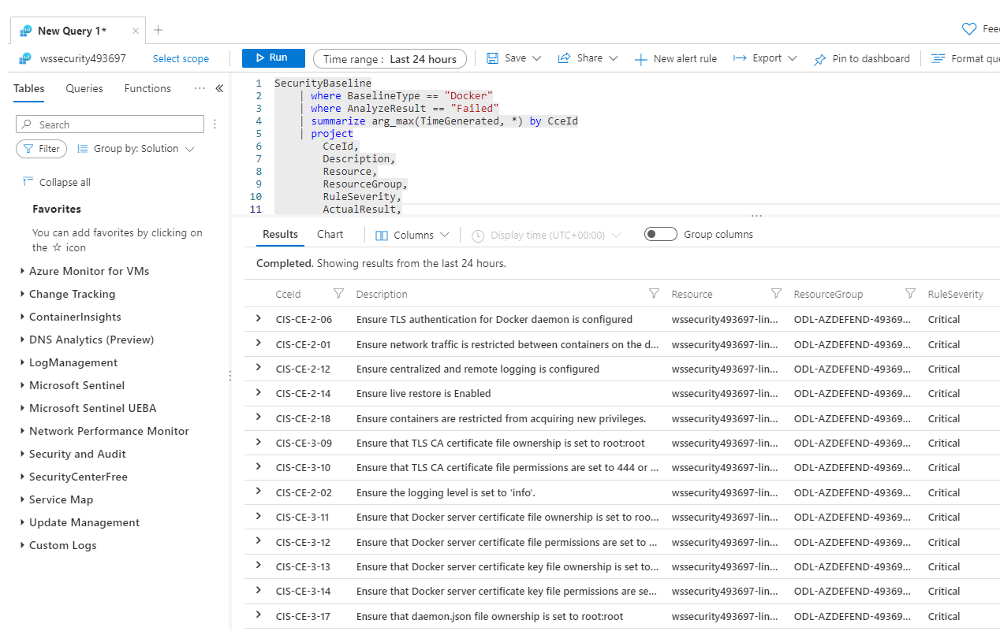 New Query 1*
Feed
wssecurity493697 Select scope Run Time range : Last 24 hours Save Share New alert rule Export Pin to dashboard Format que
Tables Queries Functions ··· «
Search
Filter Group by: Solution
Collapse all
Favorites
You can add favorites by clicking on
the ☆ icon
Azure Monitor for VMs
Change Tracking
ContainerInsights
DNS Analytics (Preview)
LogManagement
Microsoft Sentinel
Microsoft Sentinel UEBA
Network Performance Monitor
Security and Audit
SecurityCenterFree
Service Map
Update Management
Custom Logs
1 SecurityBaseline
2 | where BaselineType == "Docker"
3 | where AnalyzeResult == "Failed"
4 | summarize arg_max(TimeGenerated, *) by CceId
5 | project
6 CceId,
7 Description,
8 Resource,
9 ResourceGroup,
10 RuleSeverity,
11 ActualResult,
Results Chart Columns Display time (UTC+00:00) Group columns
Completed. Showing results from the last 24 hours.
CceId Description Resource ResourceGroup RuleSeverity
CIS-CE-2-06 Ensure TLS authentication for Docker daemon is configured wssecurity493697-lin... ODL-AZDEFEND-49369... Critical
CIS-CE-2-01 Ensure network traffic is restricted between containers on the d... wssecurity493697-lin... ODL-AZDEFEND-49369... Critical
CIS-CE-2-12 Ensure centralized and remote logging is configured wssecurity493697-lin... ODL-AZDEFEND-49369... Critical
CIS-CE-2-14 Ensure live restore is Enabled wssecurity493697-lin... ODL-AZDEFEND-49369... Critical
CIS-CE-2-18 Ensure containers are restricted from acquiring new privileges. wssecurity493697-lin... ODL-AZDEFEND-49369... Critical
CIS-CE-3-09 Ensure that TLS CA certificate file ownership is set to root:root wssecurity493697-lin... ODL-AZDEFEND-49369... Critical
CIS-CE-3-10 Ensure that TLS CA certificate file permissions are set to 444 or ... wssecurity493697-lin... ODL-AZDEFEND-49369... Critical
CIS-CE-2-02 Ensure the logging level is set to 'info'. wssecurity493697-lin... ODL-AZDEFEND-49369... Critical
CIS-CE-3-11 Ensure that Docker server certificate file ownership is set to roo... wssecurity493697-lin... ODL-AZDEFEND-49369... Critical
CIS-CE-3-12 Ensure that Docker server certificate file permissions are set to ... wssecurity493697-lin... ODL-AZDEFEND-49369... Critical
CIS-CE-3-13 Ensure that Docker server certificate key file ownership is set to... wssecurity493697-lin... ODL-AZDEFEND-49369... Critical
CIS-CE-3-14 Ensure that Docker server certificate key file permissions are se... wssecurity493697-lin... ODL-AZDEFEND-49369... Critical
CIS-CE-3-17 Ensure that daemon.json file ownership is set to root:root wssecurity493697-lin... ODL-AZDEFEND-49369... Critical